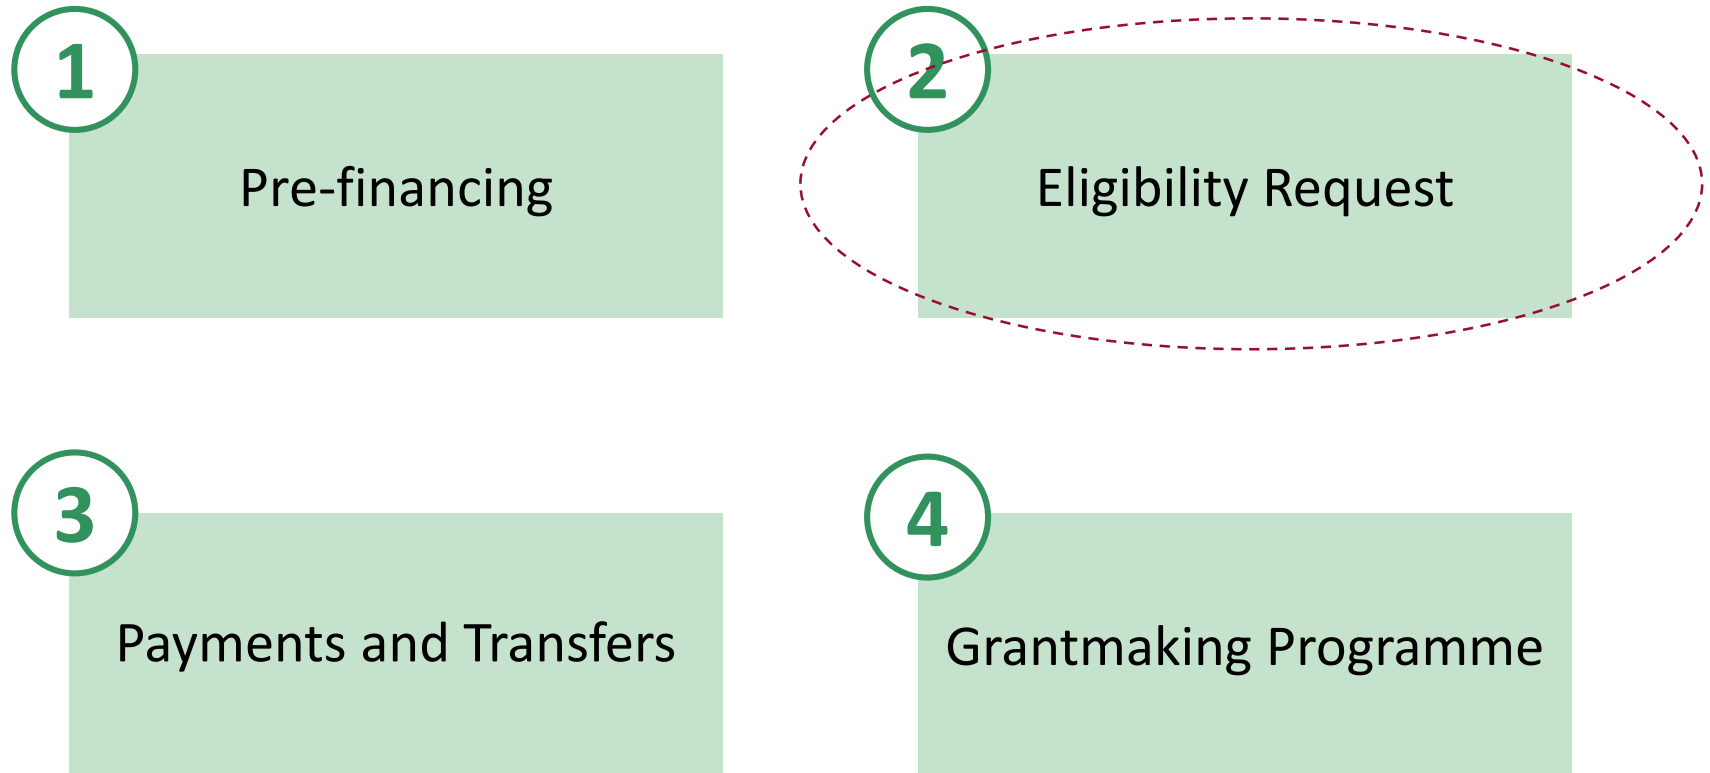 1
Pre-financing
2
Eligibility Request
3
Payments and Transfers
4
Grantmaking Programme